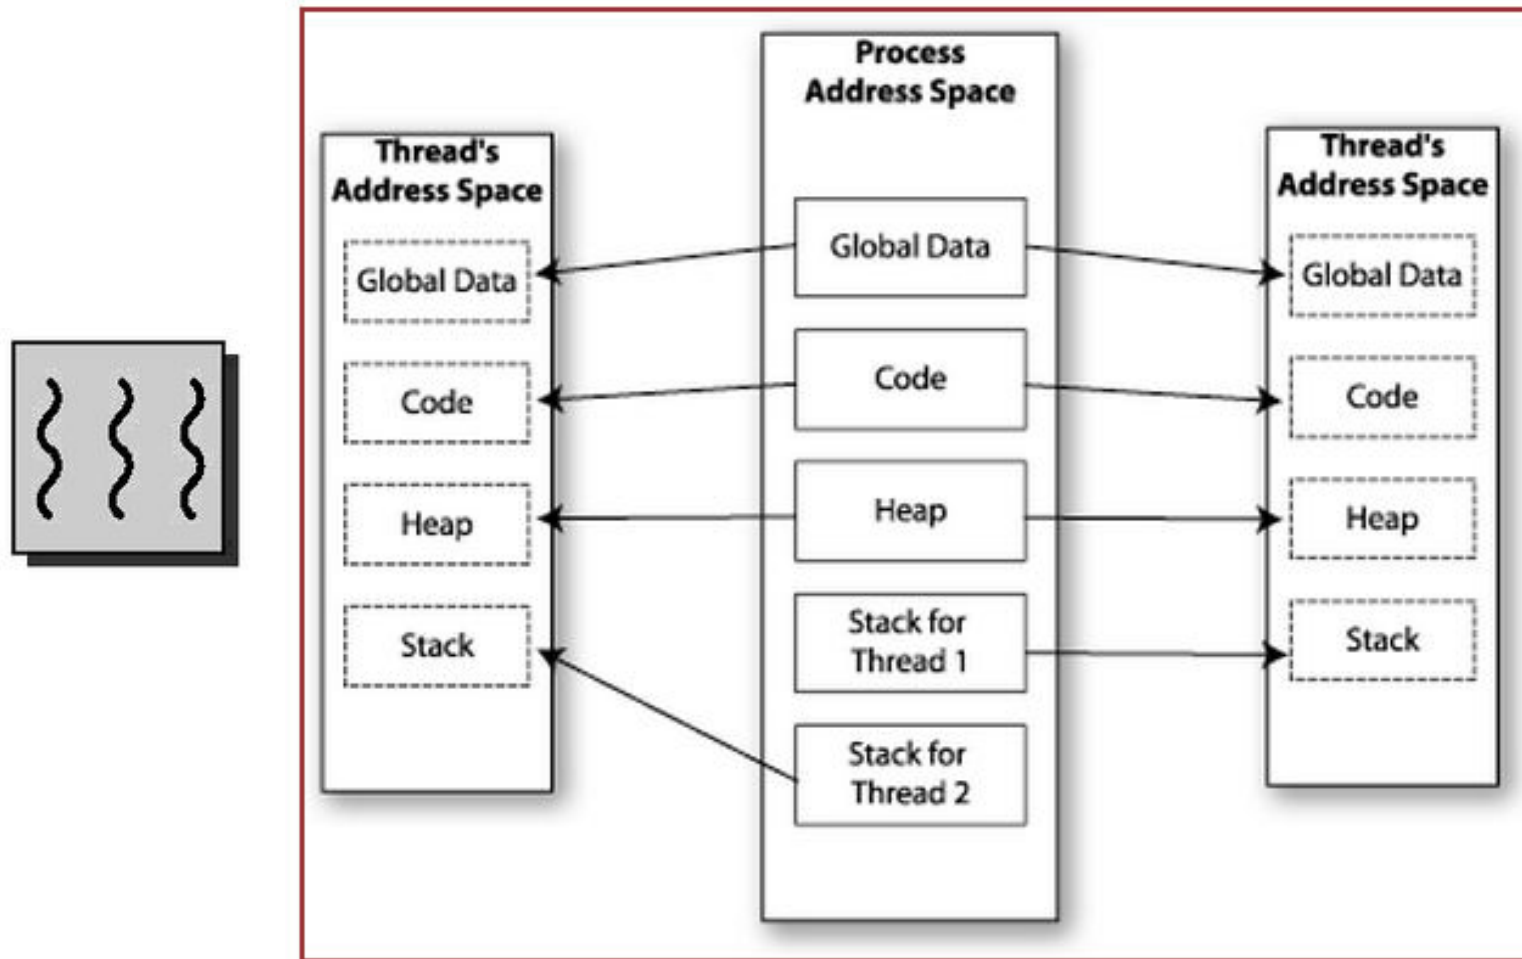 Process
Address Space
Thread's
Address Space
Global Data
Code
Heap
Stack
Global Data
Code
Heap
Stack for
Thread 1
Stack for
Thread 2
Thread's
Address Space
Global Data
Code
Heap
Stack